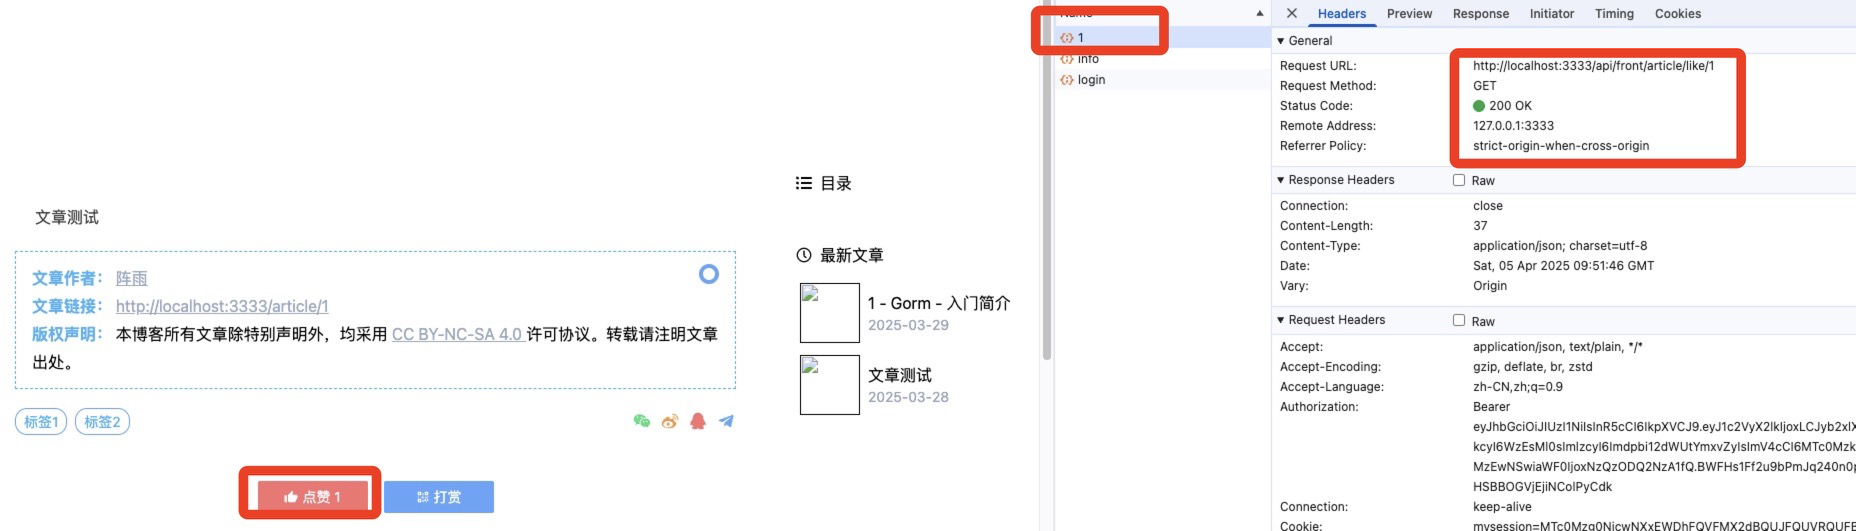 目录
文章测试
最新文章
文章作者： 阵雨
文章链接： http://localhost:3333/article/1
版权声明： 本博客所有文章除特别声明外，均采用 CC BY-NC-SA 4.0 许可协议。转载请注明文章
出处。
1 - Gorm - 入门简介
2025-03-29
文章测试
2025-03-28
标签1 标签2
点赞 1 打赏
Name
1
info
login
Headers Preview Response Initiator Timing Cookies
General
Request URL: http://localhost:3333/api/front/article/like/1
Request Method: GET
Status Code: 200 OK
Remote Address: 127.0.0.1:3333
Referrer Policy: strict-origin-when-cross-origin
Response Headers Raw
Connection: close
Content-Length: 37
Content-Type: application/json; charset=utf-8
Date: Sat, 05 Apr 2025 09:51:46 GMT
Vary: Origin
Request Headers Raw
Accept: application/json, text/plain, */*
Accept-Encoding: gzip, deflate, br, zstd
Accept-Language: zh-CN,zh;q=0.9
Authorization: Bearer
Connection: keep-alive
Cookie: